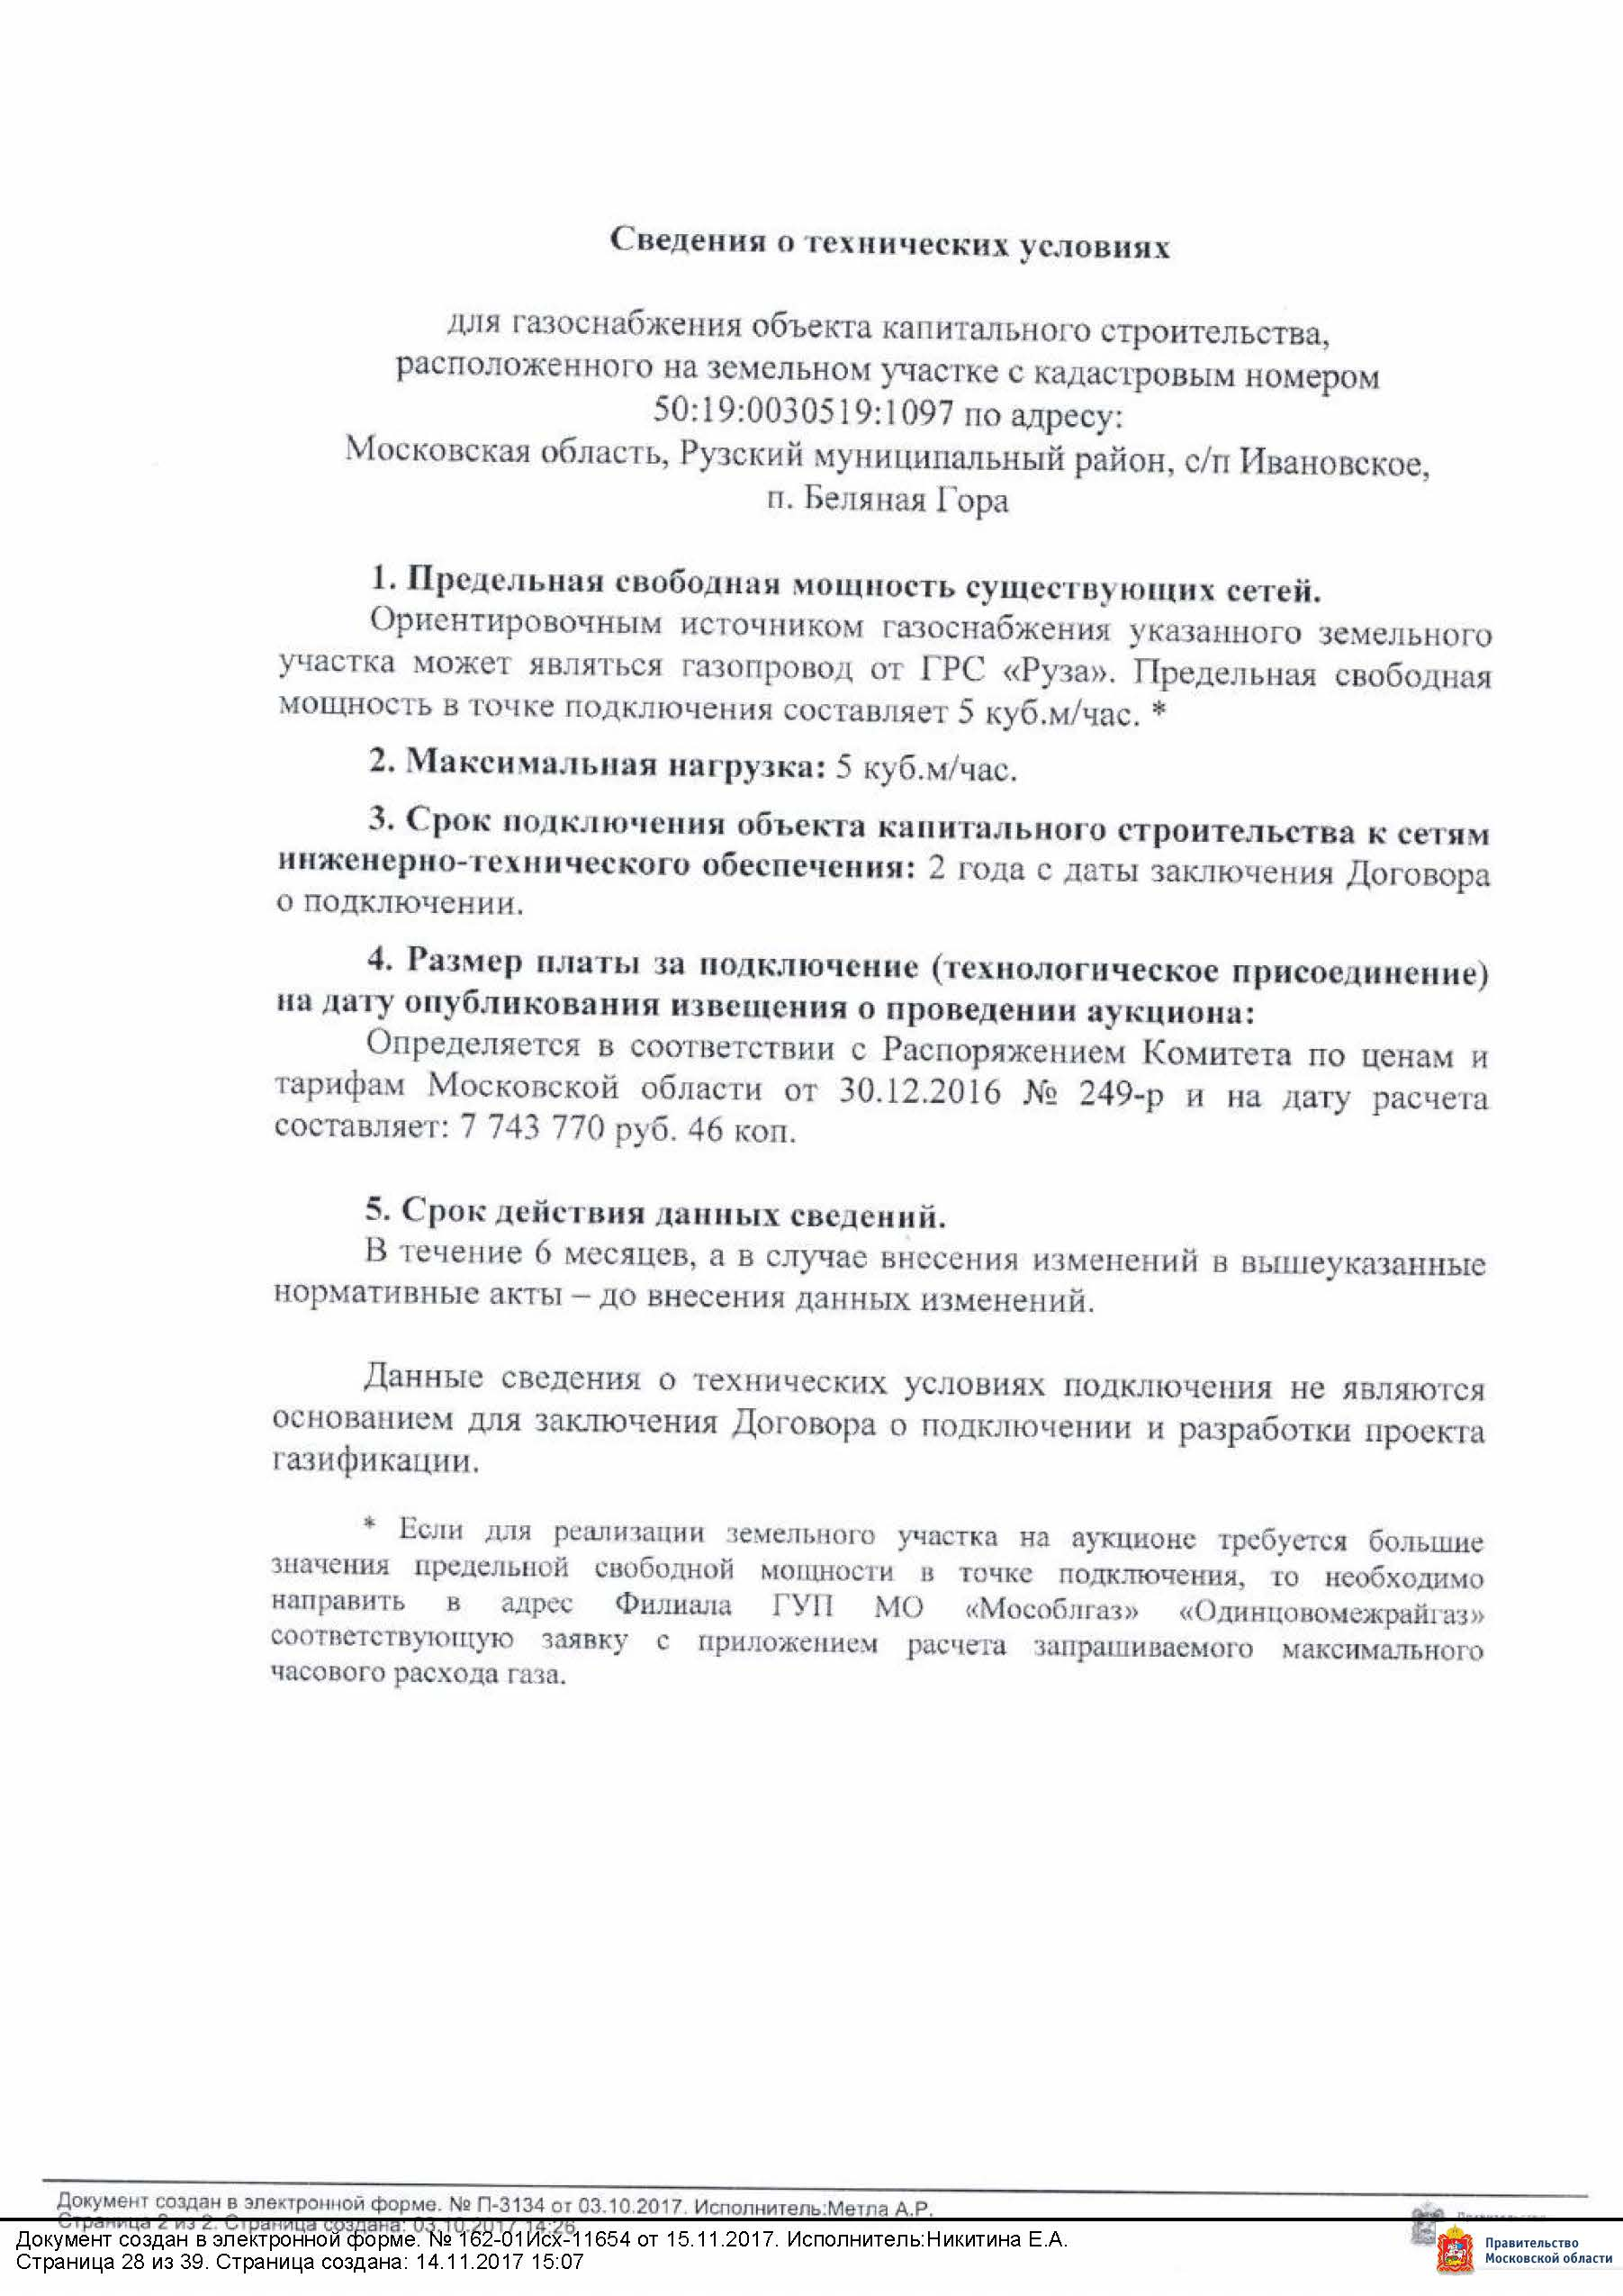 Сведения о технических условиях
для газоснабжения объекта капитального строительства,
расположенного на земельном участке с кадастровым номером
50:19:0030519:1097 по адресу:
Московская область, Рузский муниципальный район, с/п Ивановское,
п. Беляная Гора
1. Предельная свободная мощность существующих сетей.
Ориентировочным источником газоснабжения указанного земельного
участка может являться газопровод от ГРС «Руза». Предельная свободная
мощность в точке подключения составляет 5 куб.м/час. *
2. Максимальная нагрузка: 5 куб.м/час.
3. Срок подключения объекта капитального строительства к сетям
инженерно-технического обеспечения: 2 года с даты заключения Договора
о подключении.
4. Размер платы за подключение (технологическое присоединение)
на дату опубликования извещения о проведении аукциона:
Определяется в соответствии с Распоряжением Комитета по ценам и
тарифам Московской области от 30.12.2016 № 249-р и на дату расчета
составляет: 7 743 770 руб. 46 коп.
5. Срок действия данных сведений.
В течение 6 месяцев, а в случае внесения изменений в вышеуказанные
нормативные акты – до внесения данных изменений.
Данные сведения о технических условиях подключения не являются
основанием для заключения Договора о подключении и разработки проекта
газификации.
* Если для реализации земельного участка на аукционе требуется большие
значения предельной свободной мощности в точке подключения, то необходимо
направить в адрес Филиала ГУП МО «Мособлгаз» «Одинцовомежрайгаз»
соответствующую заявку с приложением расчета запрашиваемого максимального
часового расхода газа.
Документ создан в электронной форме. № П-3134 от 03.10.2017. Исполнитель:Метла А.Р.
Страница 2 из 2. Страница создана: 03.10.2017 14:26
Документ создан в электронной форме. № 162-01Исх-11654 от 15.11.2017. Исполнитель:Никитина Е.А.
Страница 28 из 39. Страница создана: 14.11.2017 15:07
Правительство
Московской области